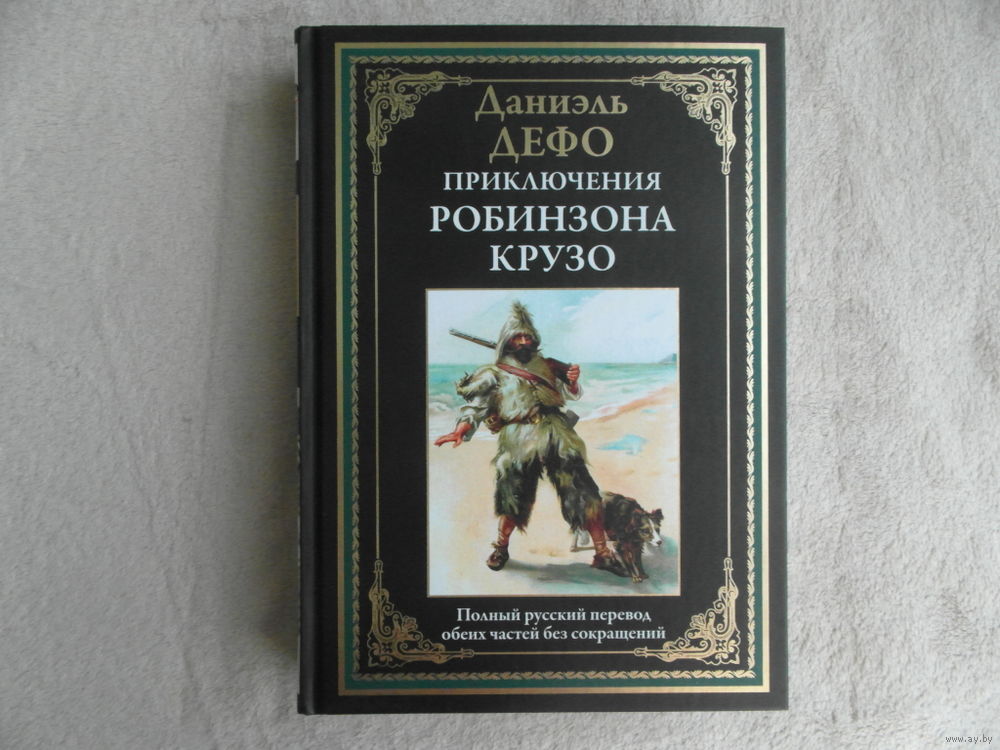 Даниэль
ДЕФО
ПРИКЛЮЧЕНИЯ
РОБИНЗОНА
КРУЗО
Полный русский перевод
обеих частей без сокращений
www.ay.by